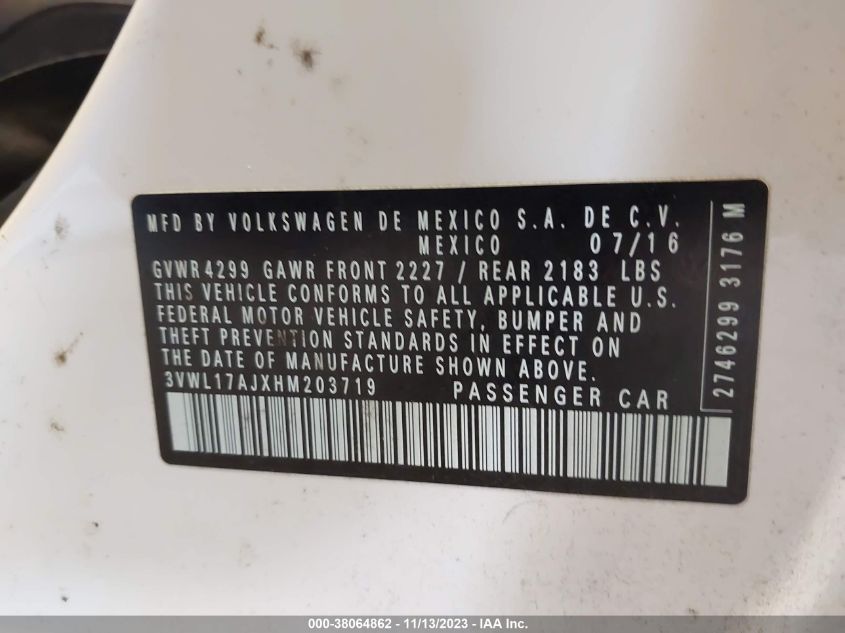 MFD BY VOLKSWAGEN DE MEXICO S.A. DE C.V.
MEXICO 07/16
GVWR 4299 GAWR FRONT 2227 / REAR 2183 LBS
THIS VEHICLE CONFORMS TO ALL APPLICABLE U.S.
FEDERAL MOTOR VEHICLE SAFETY, BUMPER AND
THEFT PREVENTION STANDARDS IN EFFECT ON
THE DATE OF MANUFACTURE SHOWN ABOVE.
3VWL17AJXHM203719 PASSENGER CAR
2746299 3176 M
000-38064862 - 11/13/2023 - IAA Inc.